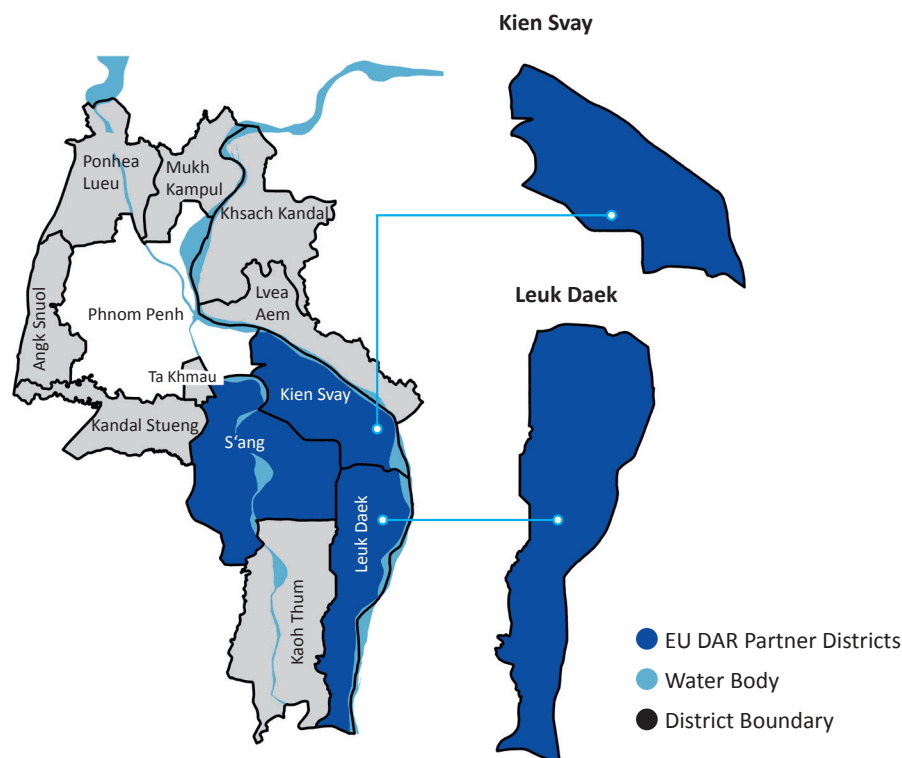 Kien Svay
Ponhea
Lueu
Mukh
Kampul
Khsach Kandal
Lvea
Aem
Angk Snuol
Phnom Penh
Leuk Daek
Ta Khmau
Kien Svay
Kandal Stueng
S‘ang
Leuk Daek
Kaoh Thum
EU DAR Partner Districts
Water Body
District Boundary